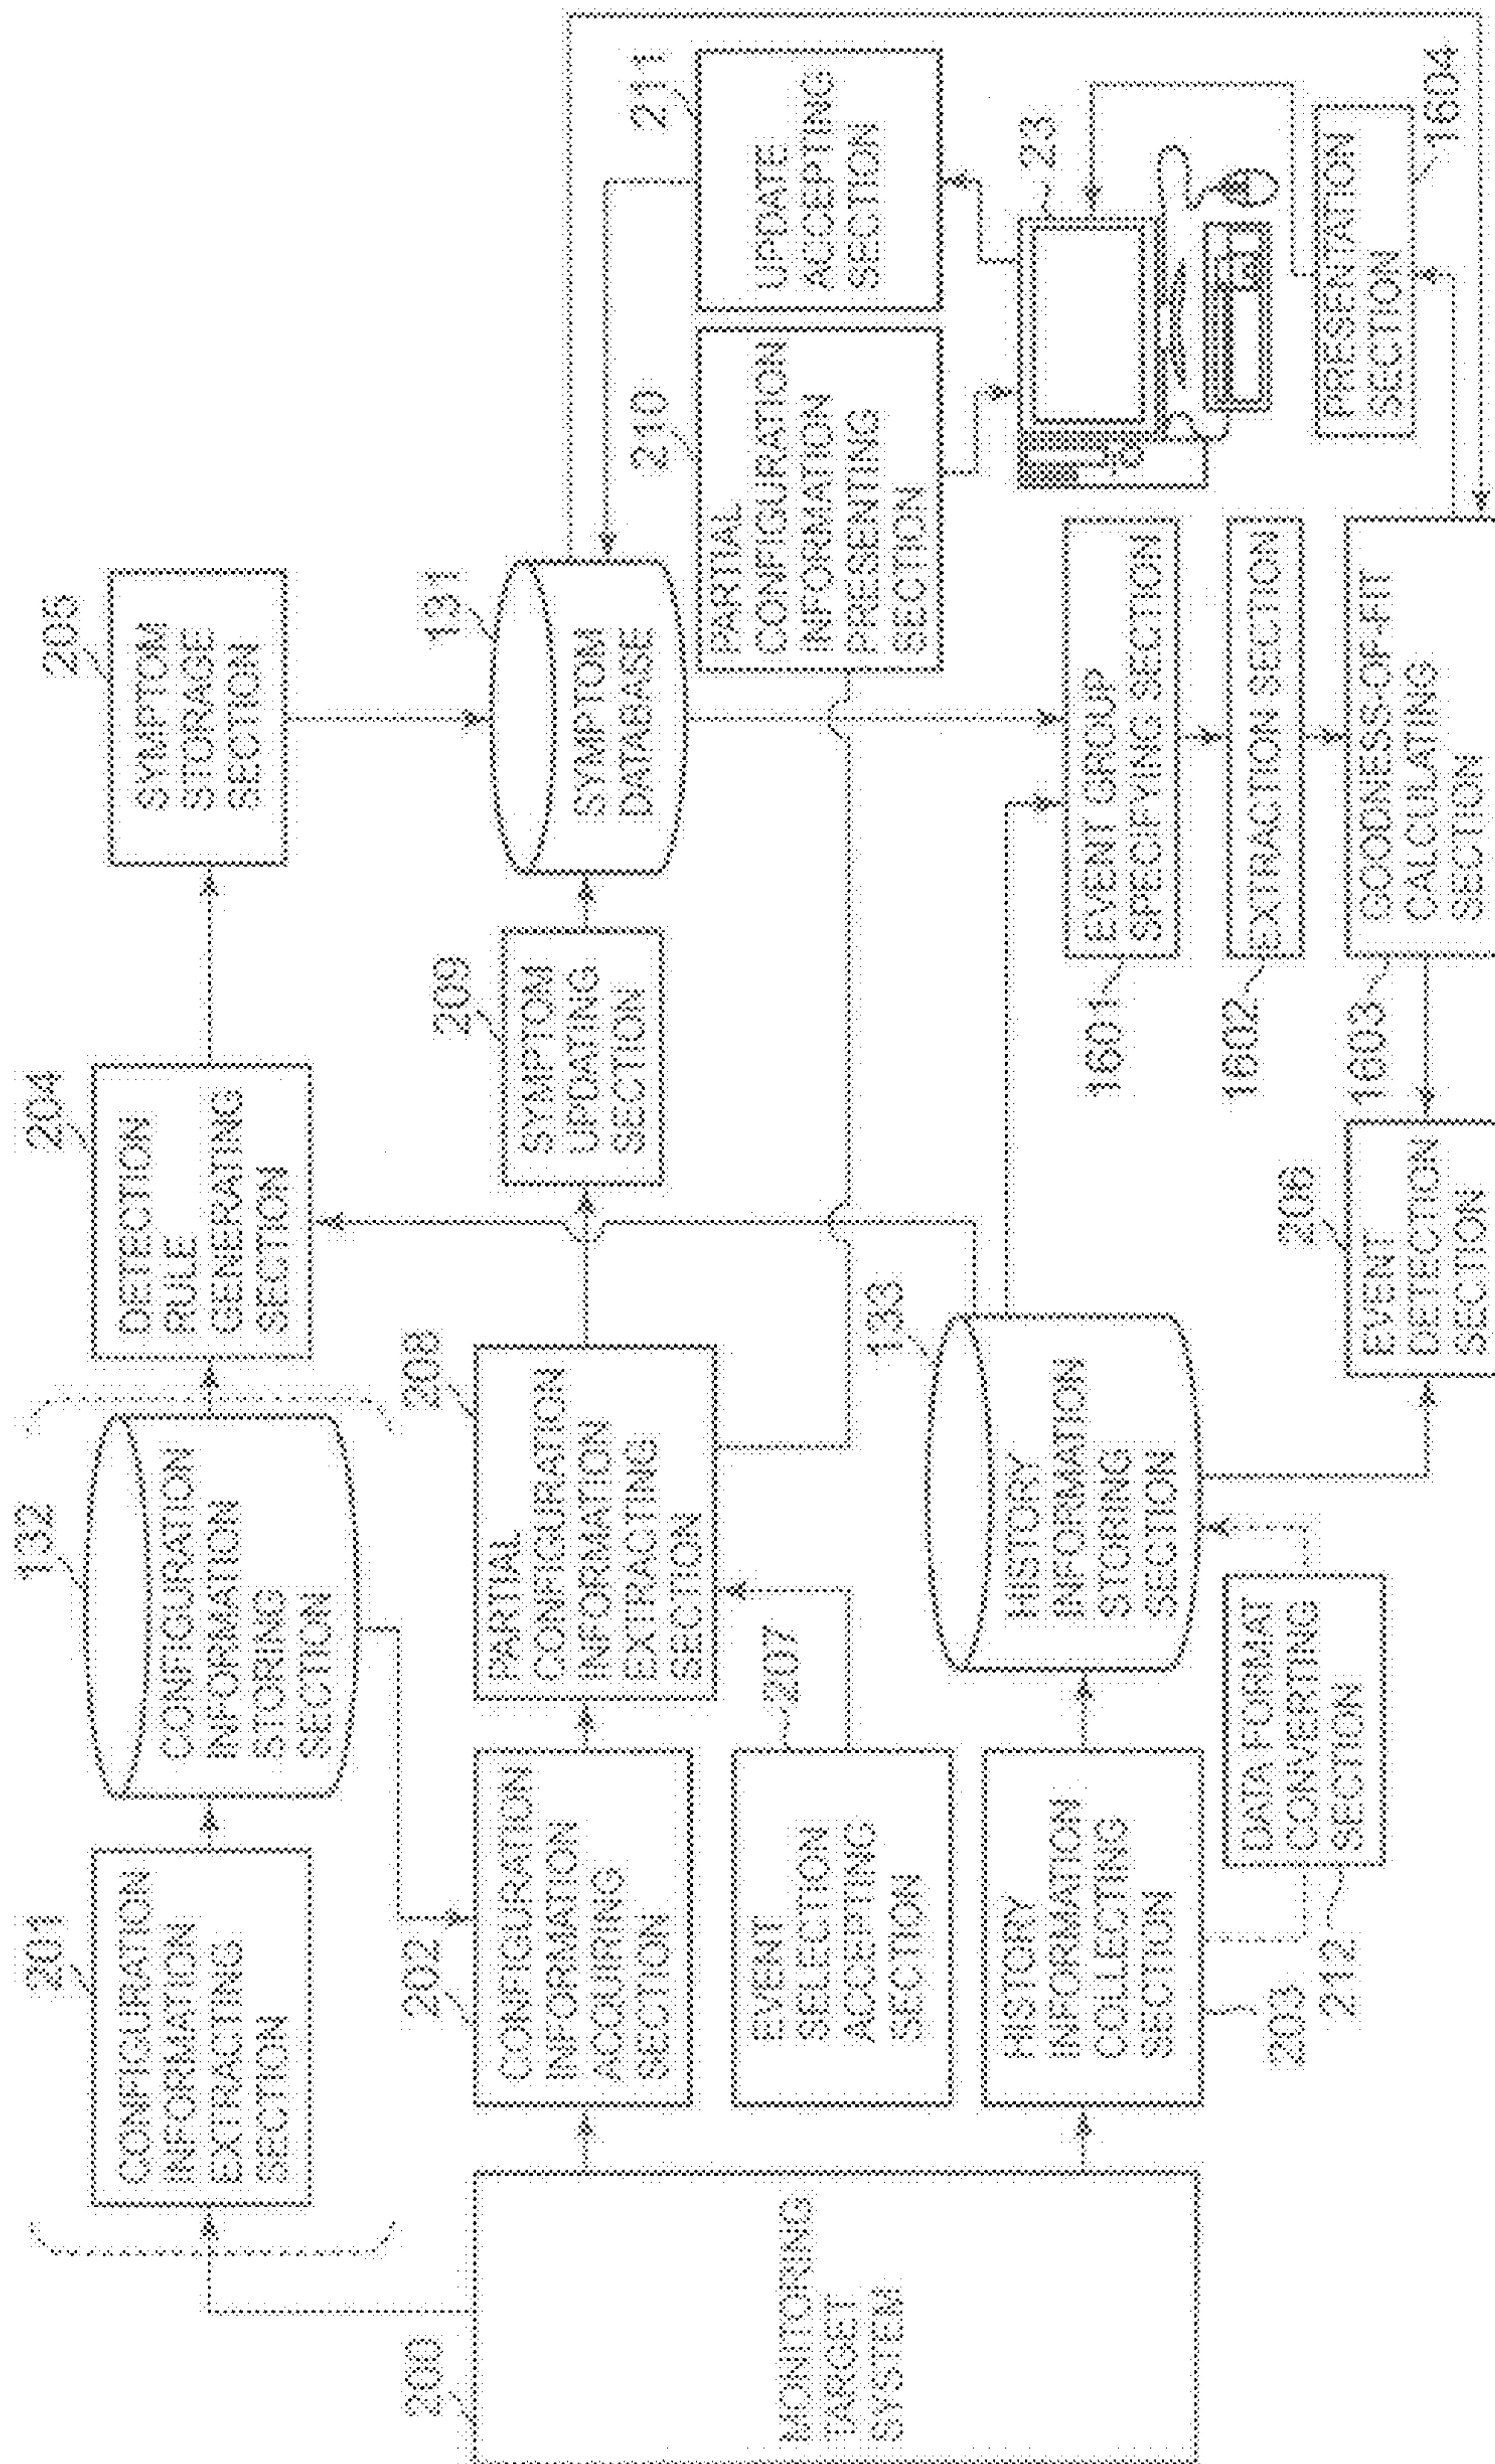 201
CONFIGURATION
INFORMATION
EXTRACTING
SECTION
132
CONFIGURATION
INFORMATION
STORING
SECTION
204
DETECTION
RULE
GENERATING
SECTION
205
SYMPTOM
STORAGE
SECTION
200
MONITORING
TARGET
SYSTEM
202
CONFIGURATION
INFORMATION
ACQUIRING
SECTION
208
PARTIAL
CONFIGURATION
INFORMATION
EXTRACTING
SECTION
209
SYMPTOM
UPDATING
SECTION
191
SYMPTOM
DATABASE
210
PARTIAL
CONFIGURATION
INFORMATION
PRESENTING
SECTION
211
UPDATE
ACCEPTING
SECTION
207
EVENT
SELECTION
ACCEPTING
SECTION
203
HISTORY
INFORMATION
COLLECTING
SECTION
133
HISTORY
INFORMATION
STORING
SECTION
212
DATA FORMAT
CONVERTING
SECTION
1601
EVENT GROUP
SPECIFYING SECTION
1602
EXTRACTION SECTION
1603
GOODNESS-OF-FIT
CALCULATING
SECTION
206
EVENT
DETECTION
SECTION
23
PRESENTATION
SECTION
1604